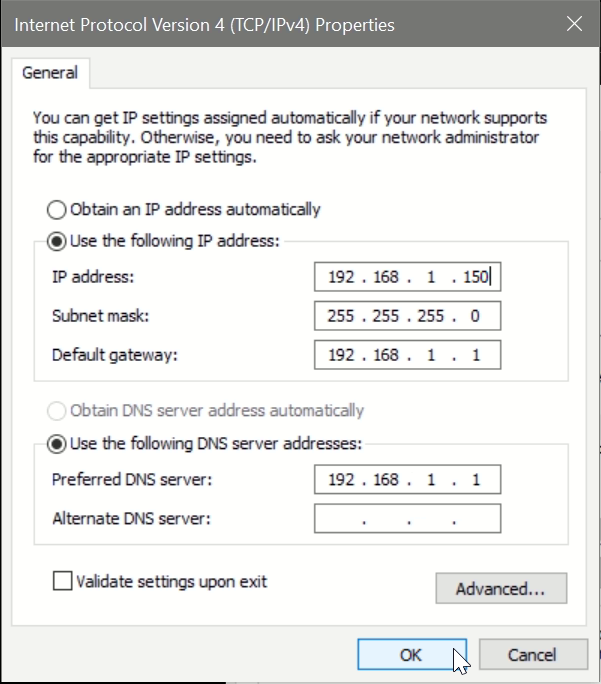 Internet Protocol Version 4 (TCP/IPv4) Properties
General
You can get IP settings assigned automatically if your network supports
this capability. Otherwise, you need to ask your network administrator
for the appropriate IP settings.
Obtain an IP address automatically
Use the following IP address:
IP address: 192 . 168 . 1 . 150
Subnet mask: 255 . 255 . 255 . 0
Default gateway: 192 . 168 . 1 . 1
Obtain DNS server address automatically
Use the following DNS server addresses:
Preferred DNS server: 192 . 168 . 1 . 1
Alternate DNS server: . . .
Validate settings upon exit
Advanced...
OK Cancel